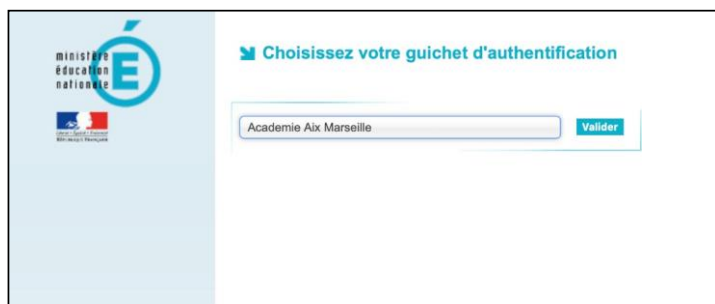 ministère
éducation
nationale
É
Choisissez votre guichet d'authentification
Academie Aix Marseille
Valider